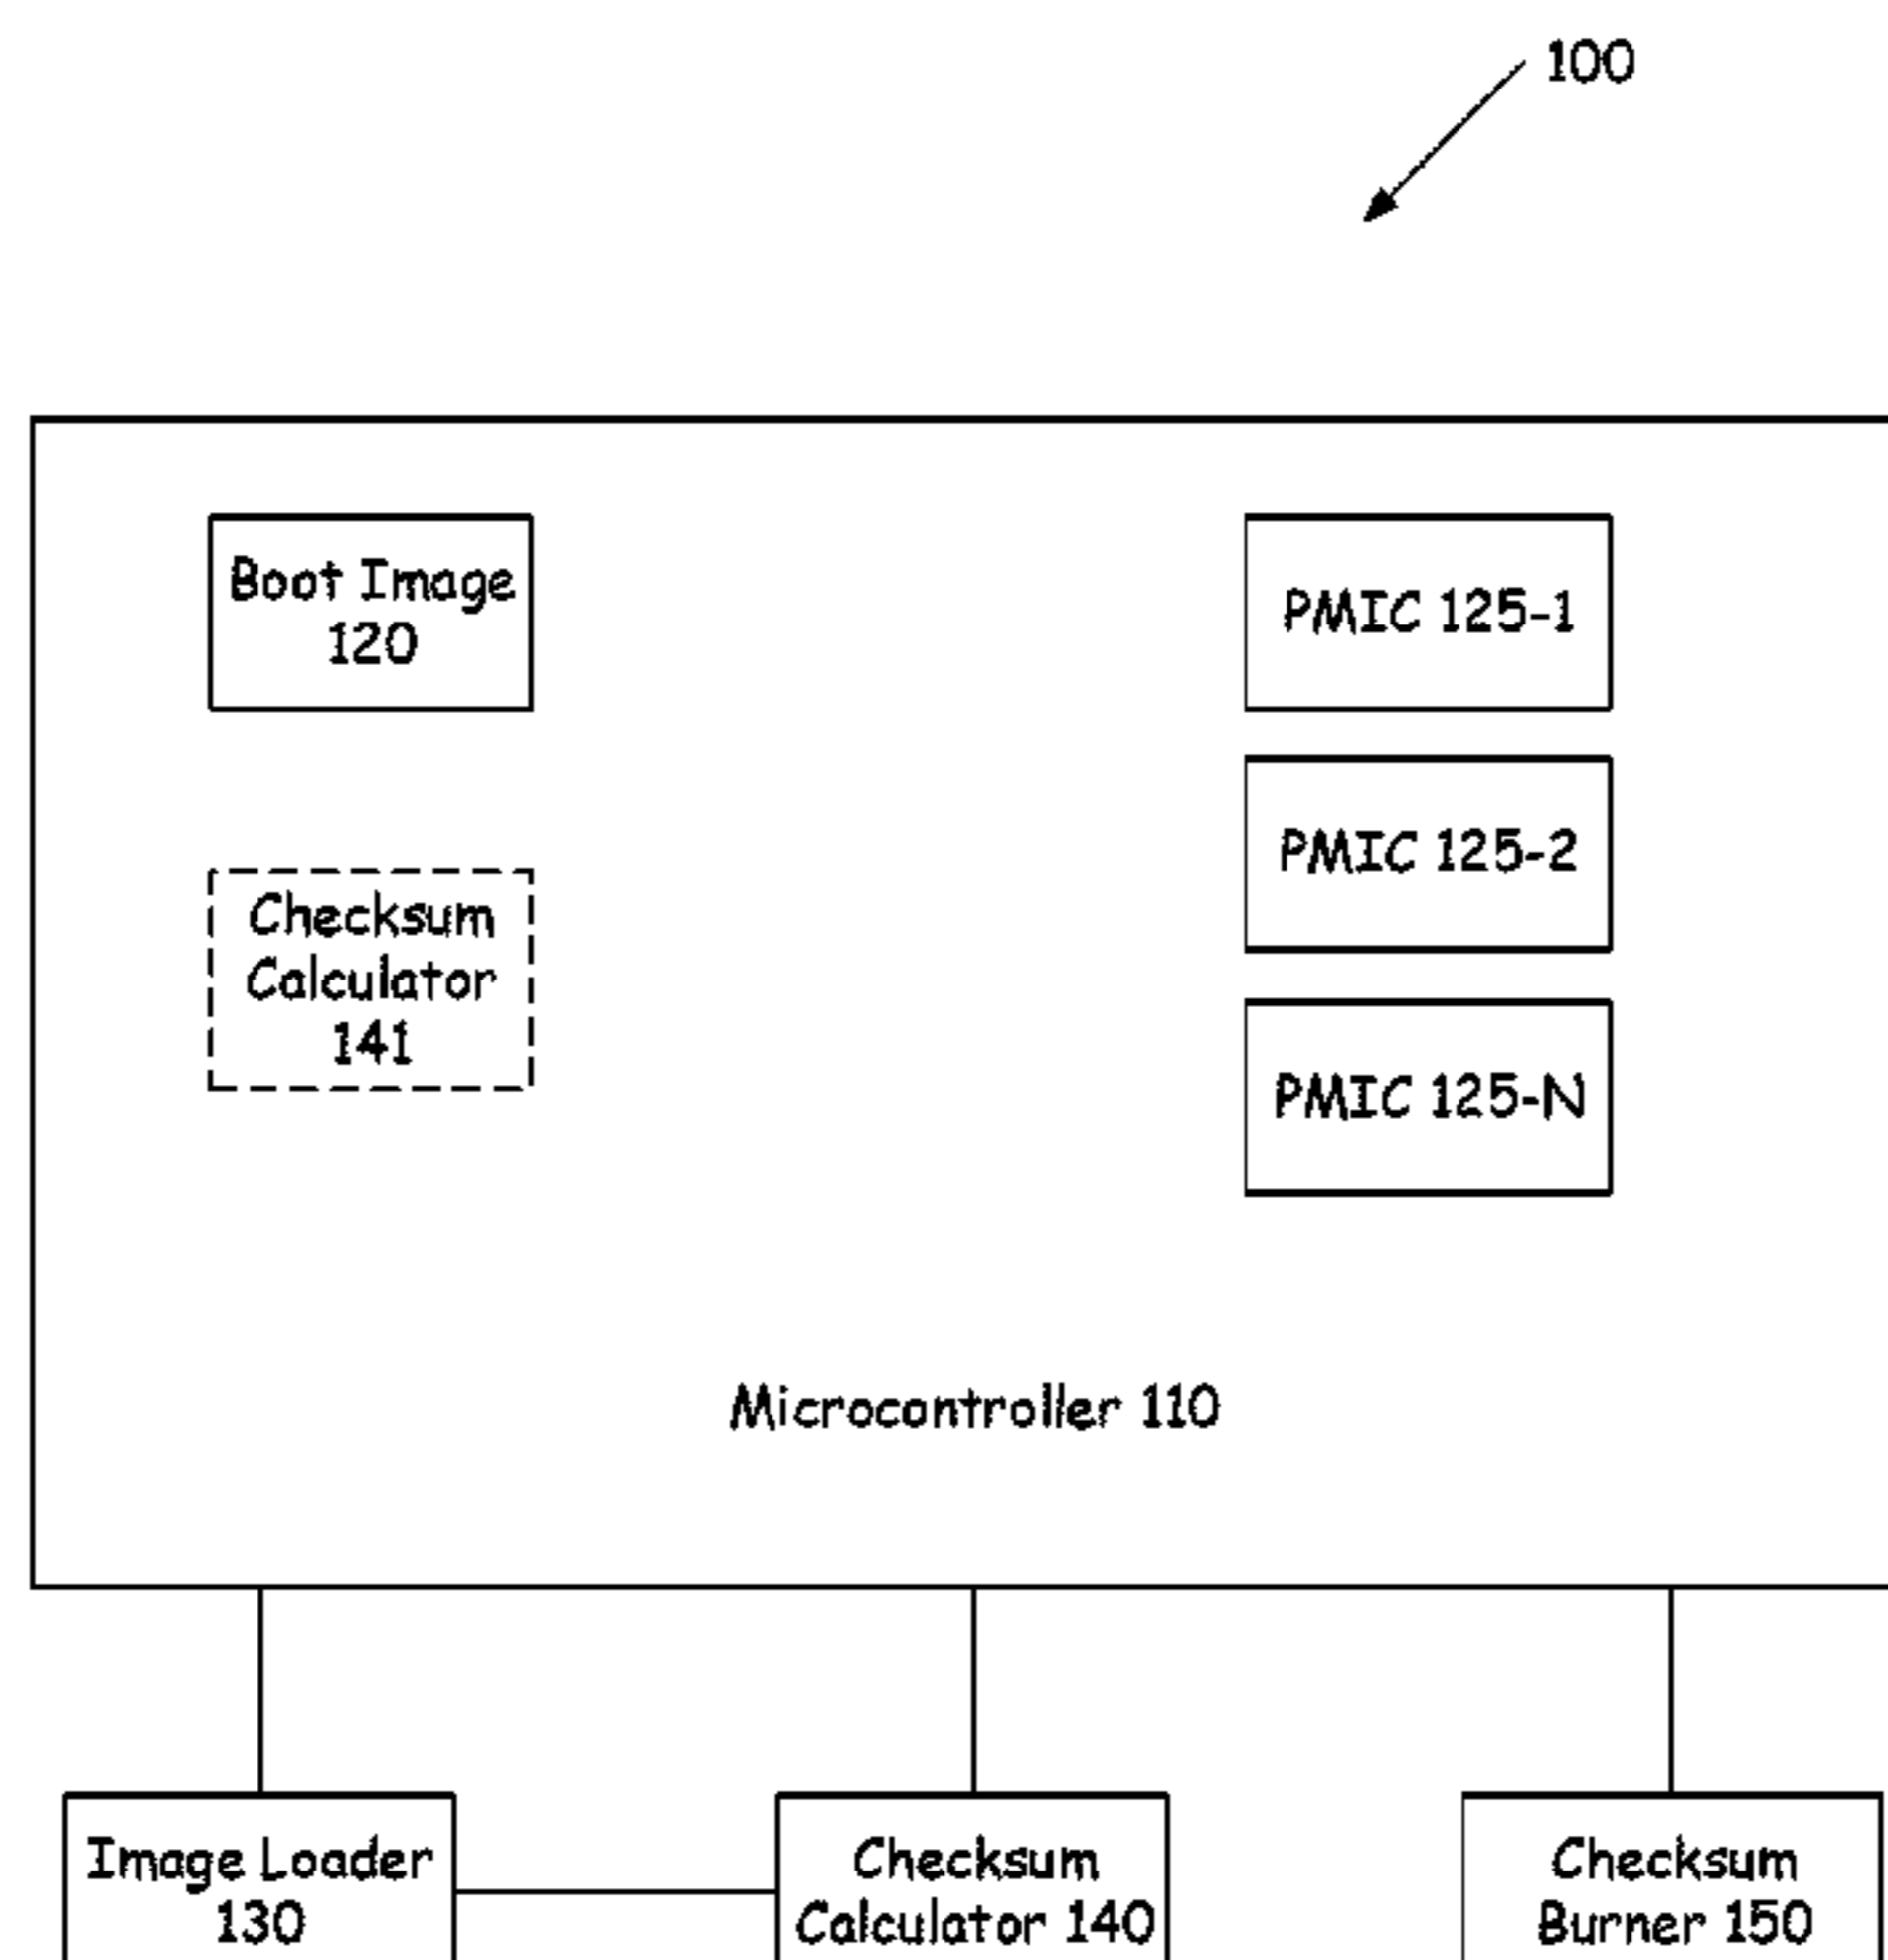 100
Boot Image
120
PMIC 125-1
PMIC 125-2
Checksum
Calculator
141
PMIC 125-N
Microcontroller 110
Image Loader
130
Checksum
Calculator 140
Checksum
Burner 150